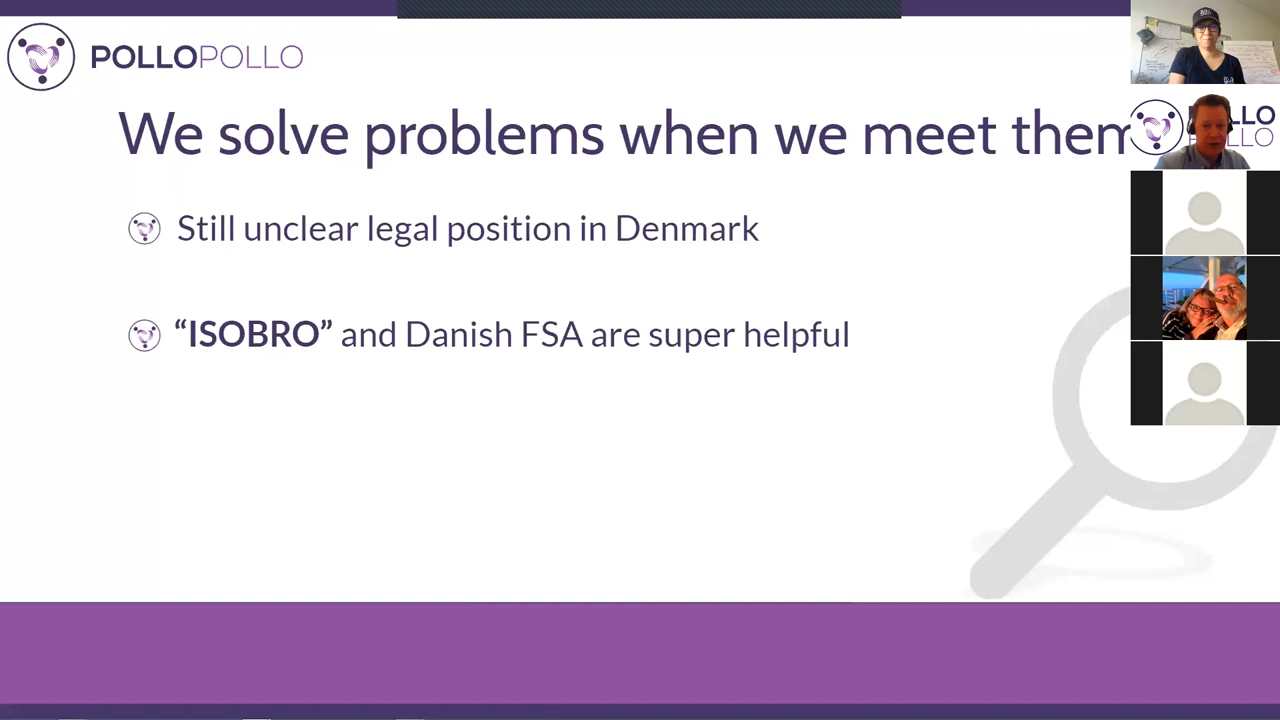 POLLOPOLLO
We solve problems when we meet them
Still unclear legal position in Denmark
“ISOBRO” and Danish FSA are super helpful